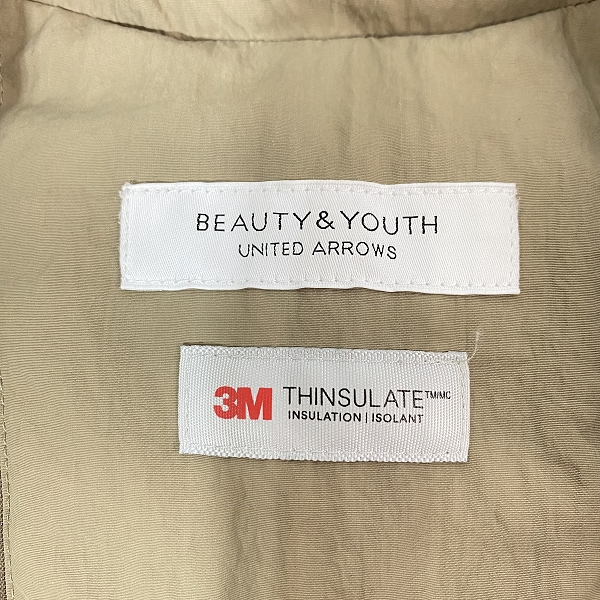 BEAUTY&YOUTH
UNITED ARROWS
3M THINSULATE™/MC
INSULATION | ISOLANT